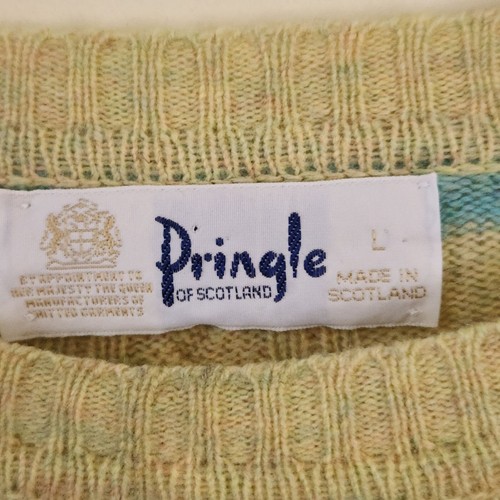 BY APPOINTMENT TO
HER MAJESTY THE QUEEN
MANUFACTURERS OF
KNITTED GARMENTS
Pringle
OF SCOTLAND
L
MADE IN
SCOTLAND